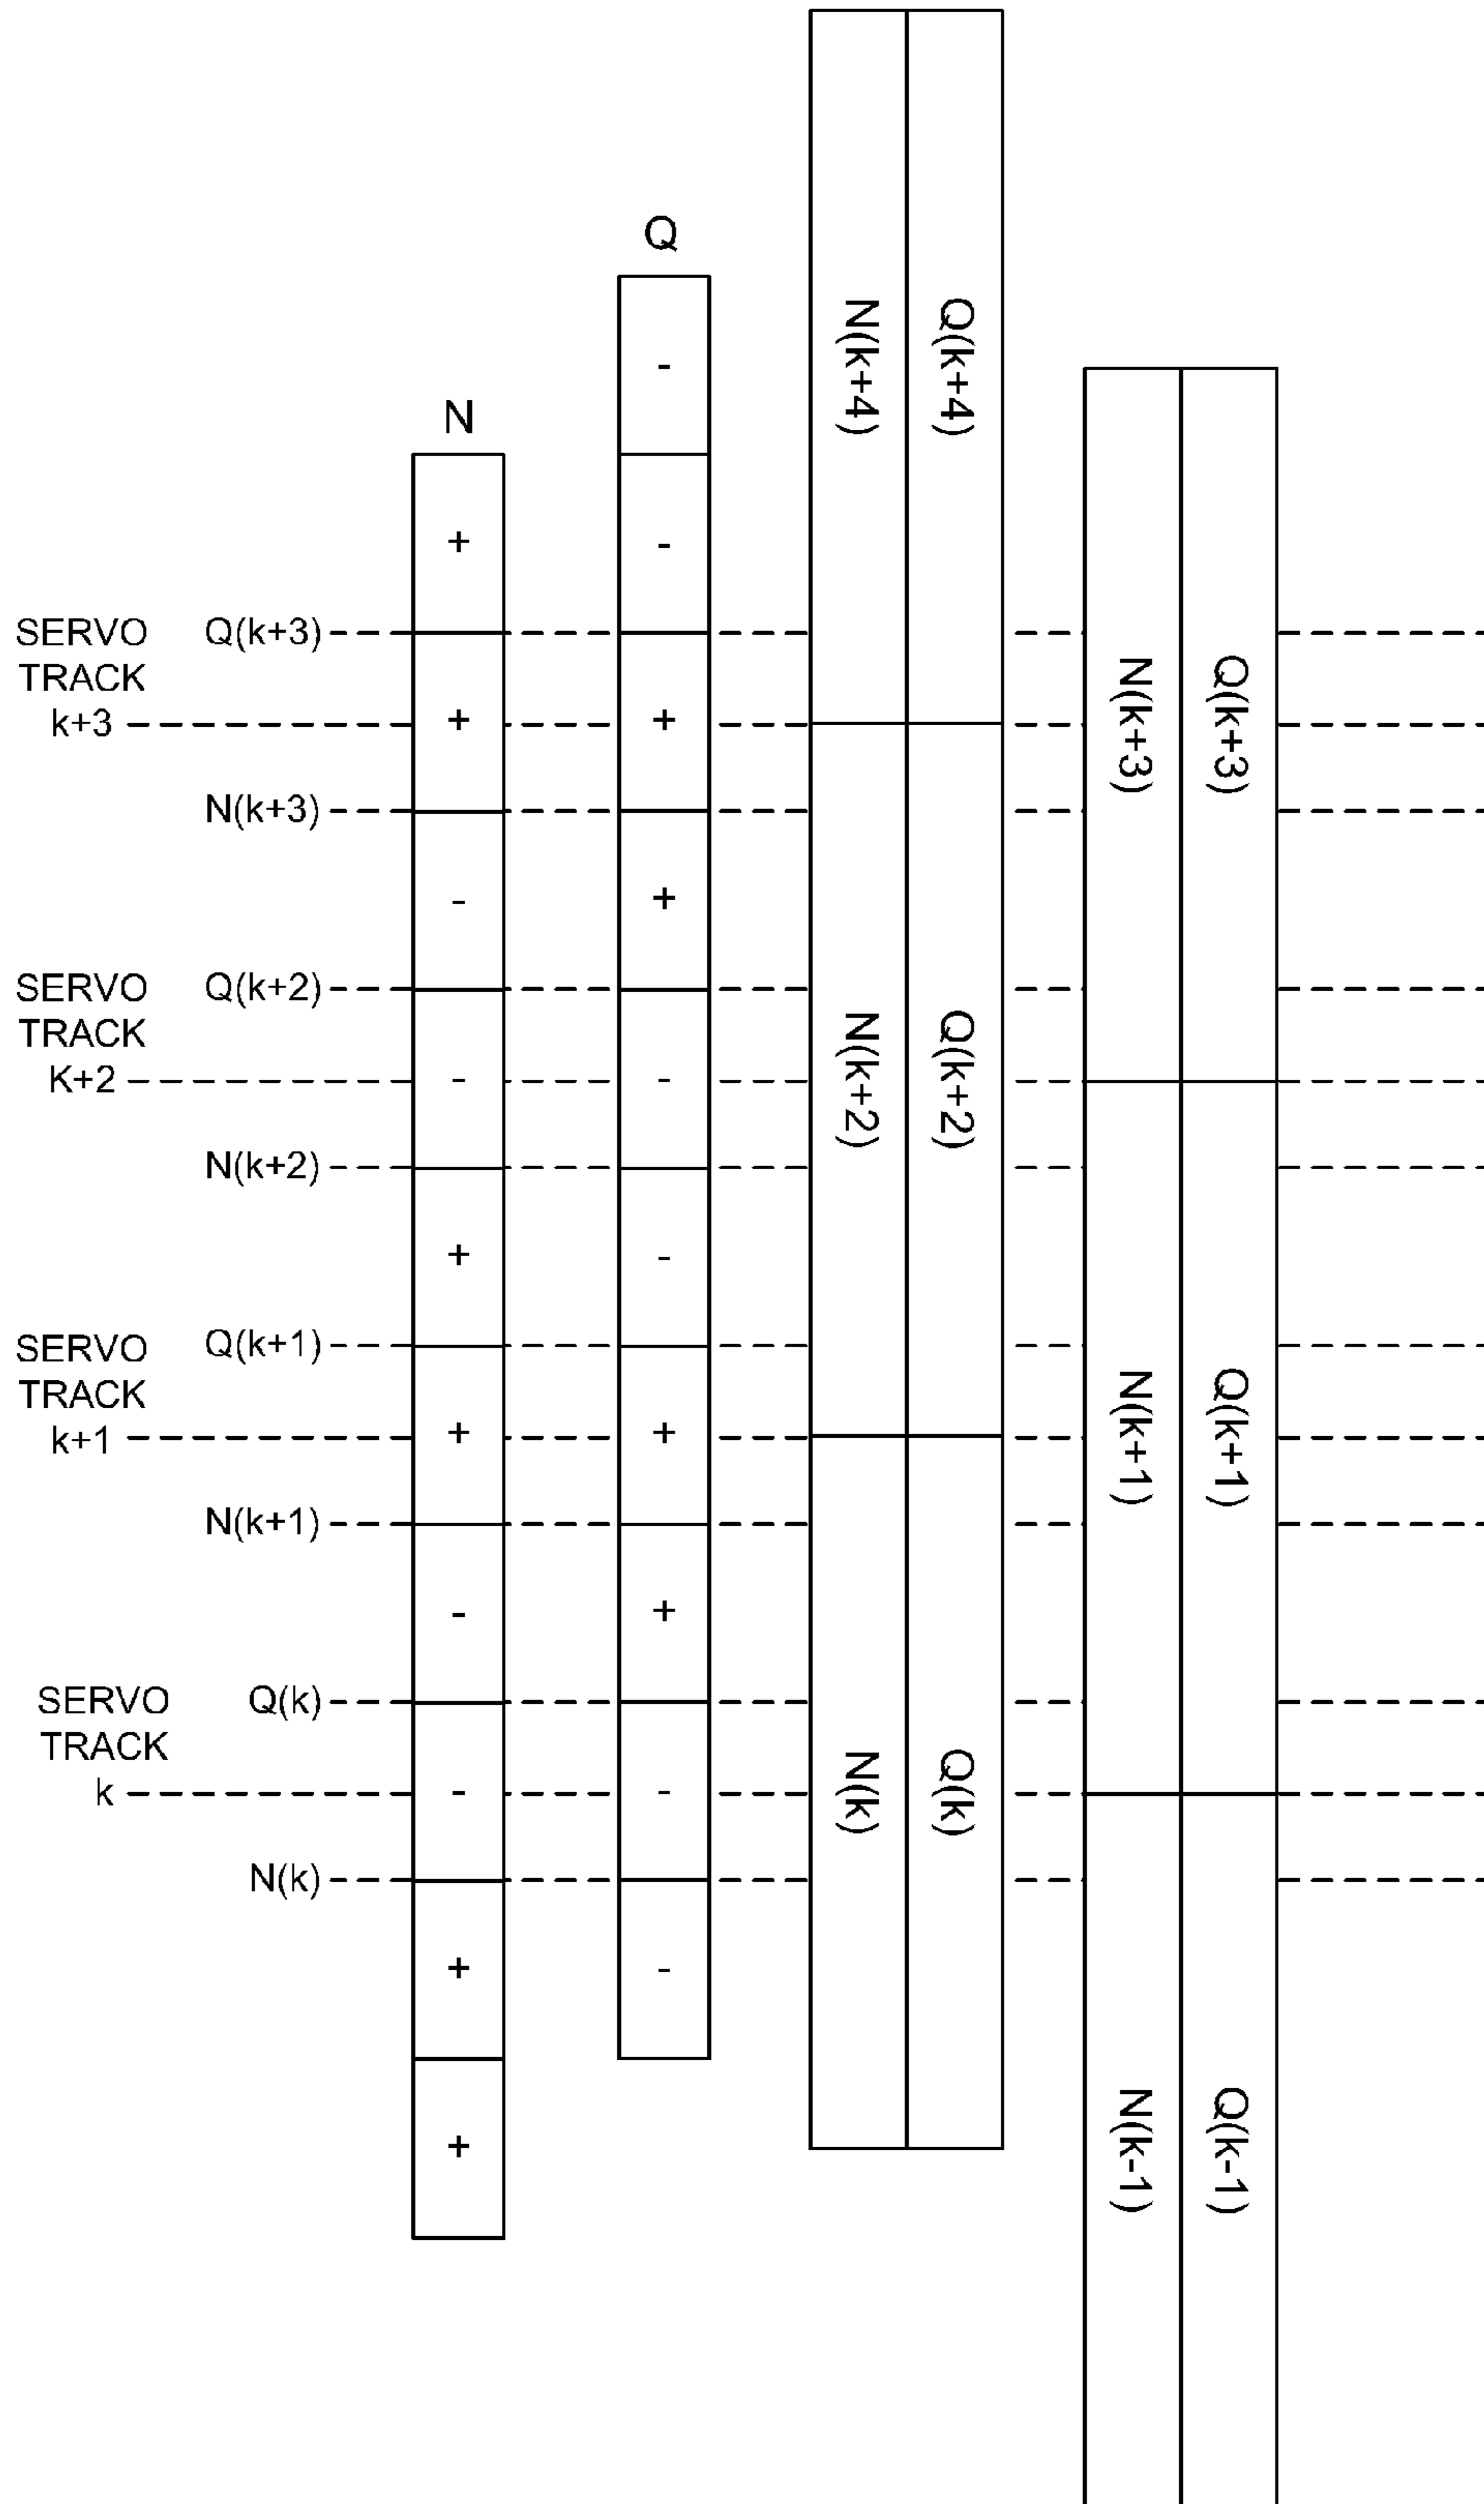 Q
N
-
-
+
+
+
-
+
-
-
+
-
+
+
-
+
-
-
+
-
+
SERVO TRACK k+3
Q(k+3)
N(k+3)
SERVO TRACK K+2
Q(k+2)
N(k+2)
SERVO TRACK k+1
Q(k+1)
N(k+1)
SERVO TRACK k
Q(k)
N(k)
N(k+4)
Q(k+4)
N(k+2)
Q(k+2)
N(k)
Q(k)
N(k+3)
Q(k+3)
N(k+1)
Q(k+1)
N(k-1)
Q(k-1)